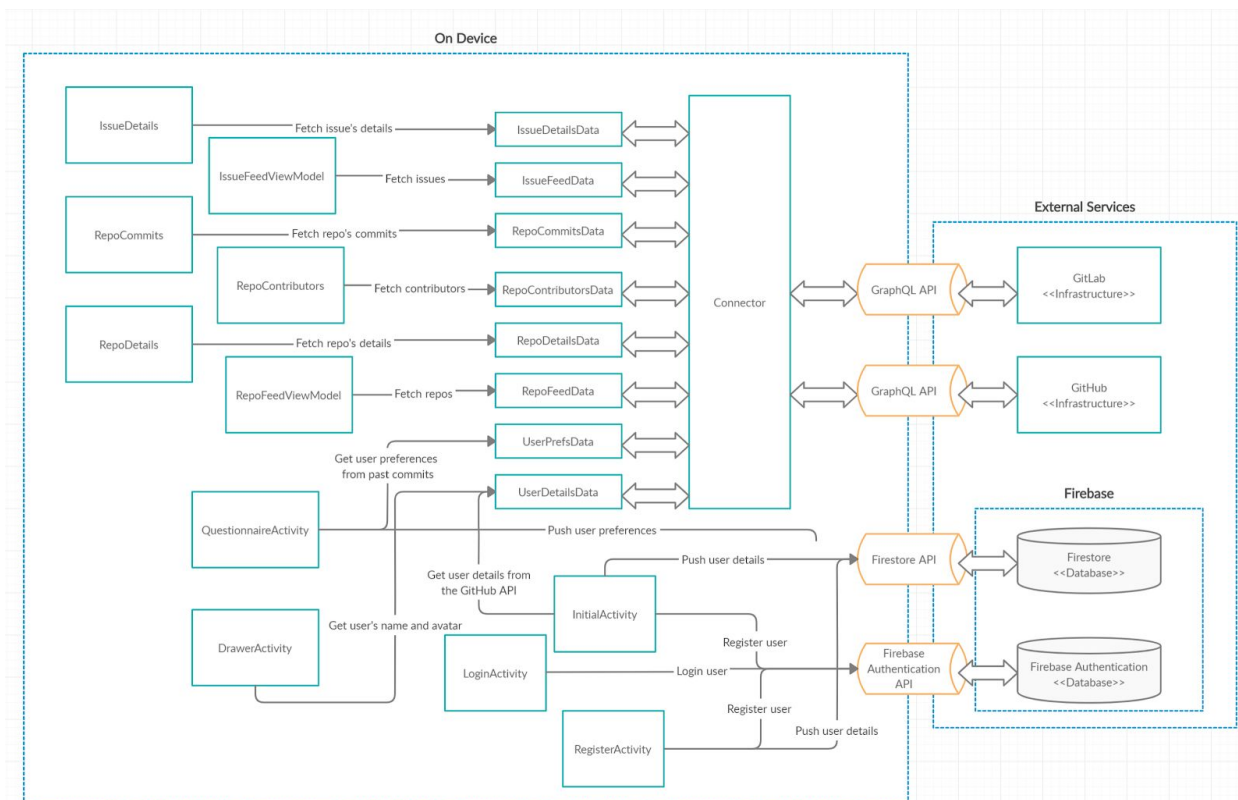 On Device
IssueDetails
Fetch issue's details
IssueDetailsData
IssueFeedViewModel
Fetch issues
IssueFeedData
RepoCommits
Fetch repo's commits
RepoCommitsData
RepoContributors
Fetch contributors
RepoContributorsData
RepoDetails
Fetch repo's details
RepoDetailsData
RepoFeedViewModel
Fetch repos
RepoFeedData
UserPrefsData
Get user preferences
from past commits
UserDetailsData
Connector
GraphQL API
GraphQL API
External Services
GitLab
<<Infrastructure>>
GitHub
<<Infrastructure>>
QuestionnaireActivity
Push user preferences
Push user details
Get user details from
the GitHub API
InitialActivity
Get user's name and avatar
DrawerActivity
Register user
LoginActivity
Login user
Register user
RegisterActivity
Push user details
Firestore API
Firebase
Authentication
API
Firebase
Firestore
<<Database>>
Firebase Authentication
<<Database>>